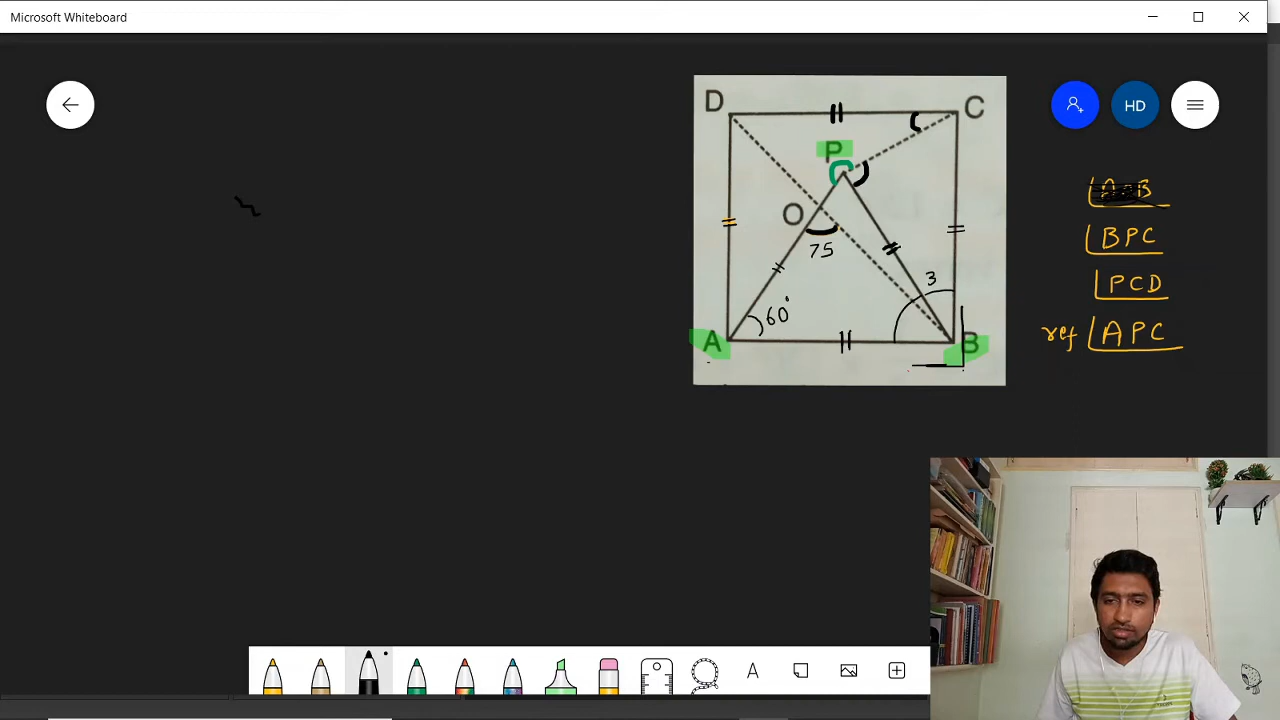 Microsoft Whiteboard
D
C
P
O
75
3
60°
A
B
HD
∠BPC
∠PCD
ref ∠APC
A